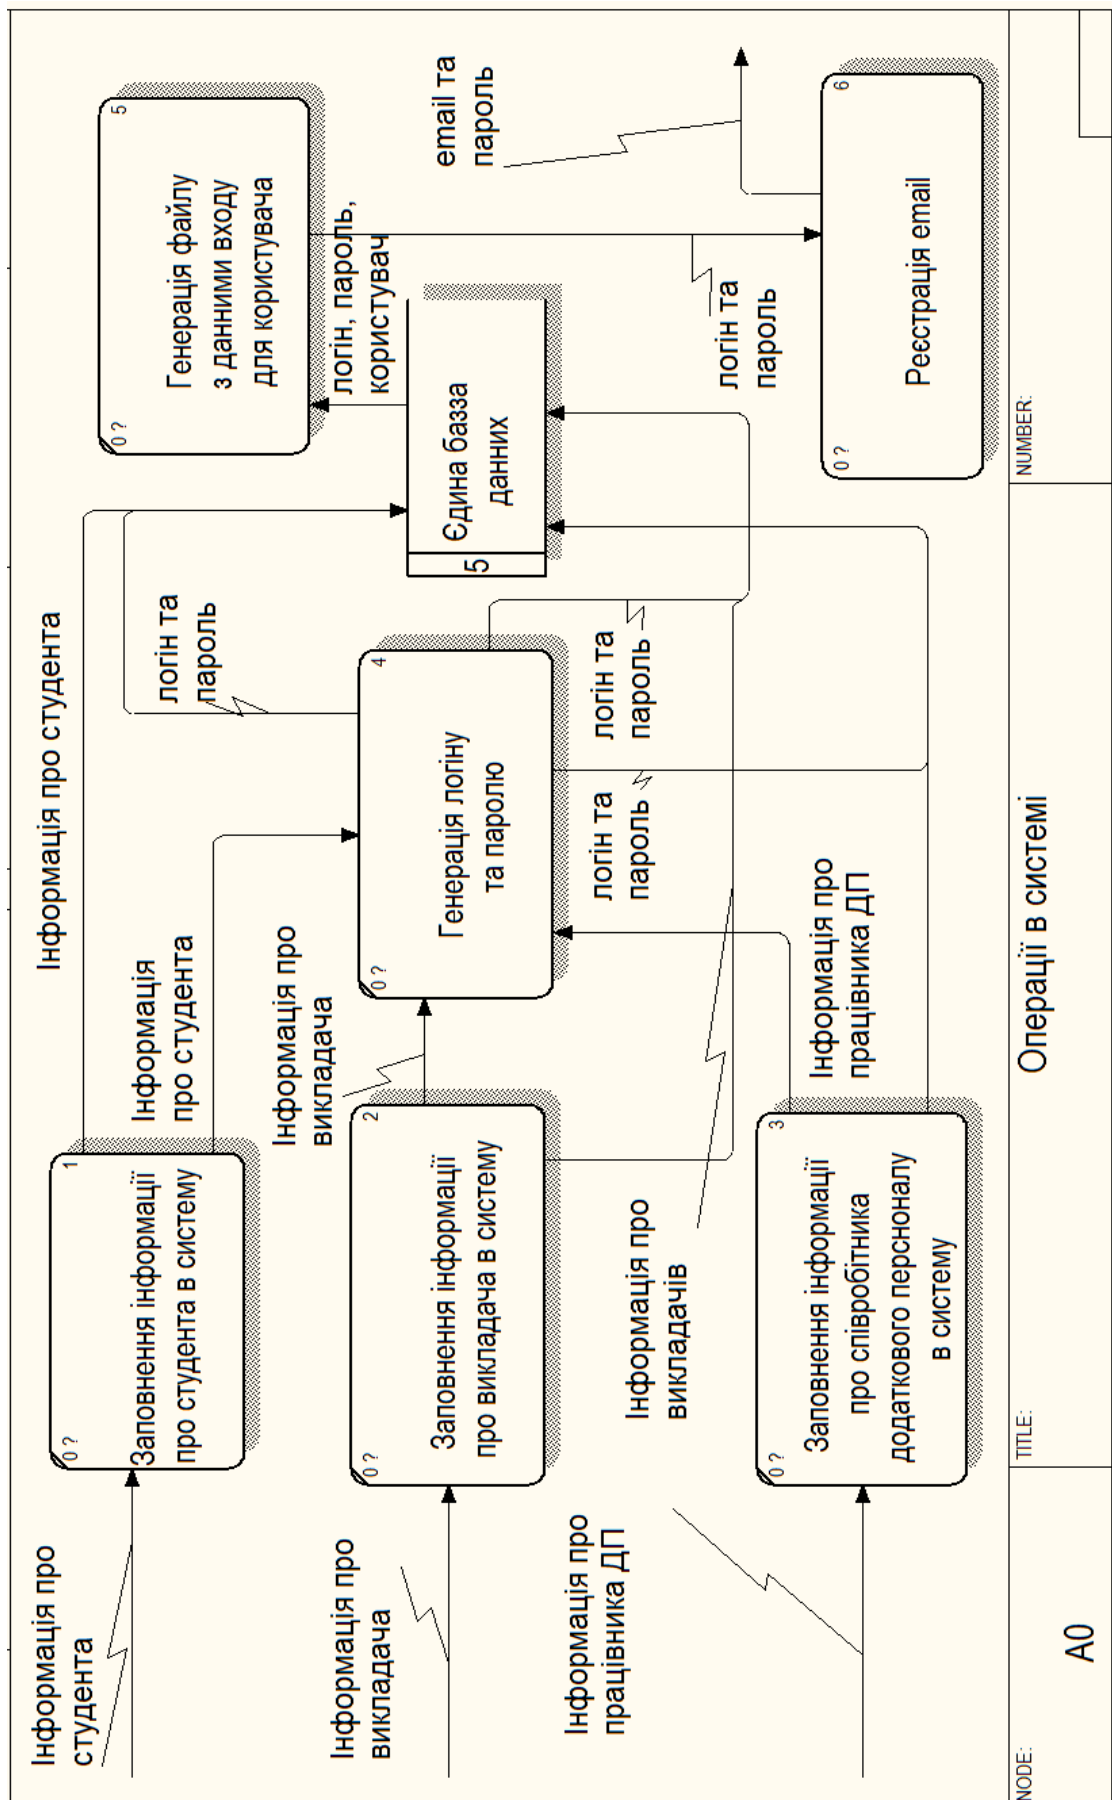 Інформація про
студента
0 ?
1
Заповнення інформації
про студента в систему
Інформація про студента
Інформація
про студента
логін та
пароль
0 ?
5
Генерація файлу
з данними входу
для користувача
логін, пароль,
користувач
email та
пароль
Інформація про
викладача
0 ?
2
Заповнення інформації
про викладача в систему
Інформація про
викладача
0 ?
4
Генерація логіну
та паролю
5
Єдина базза
данних
логін та
пароль
логін та
пароль
логін та
пароль
Інформація про
викладачів
Інформація про
працівника ДП
0 ?
3
Заповнення інформації
про співробітника
додаткового персноналу
в систему
Інформація про
працівника ДП
0 ?
6
Реєстрація email
NODE:
A0
TITLE:
Операції в системі
NUMBER: